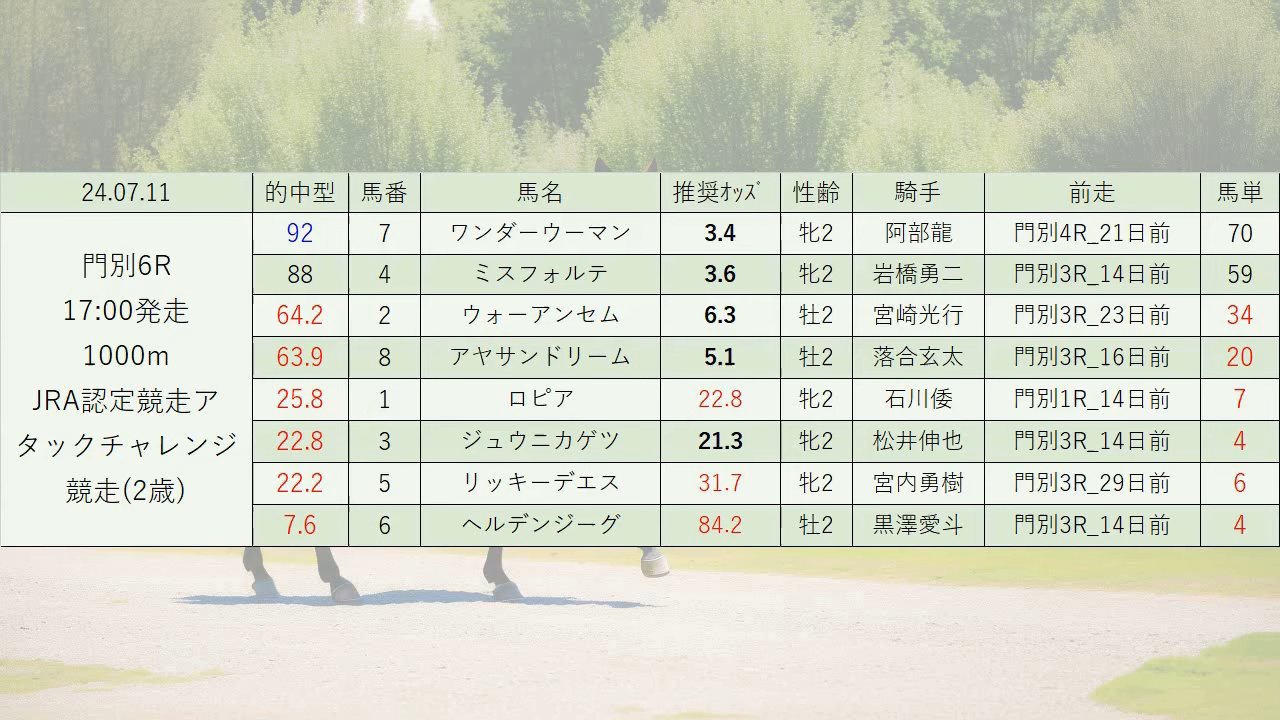 24.07.11 的中型 馬番 馬名 推奨ｵｯｽﾞ 性齢 騎手 前走 馬単
門別6R
17:00発走
1000m
JRA認定競走ア
タックチャレンジ
競走(2歳)
92 7 ワンダーウーマン 3.4 牝2 阿部龍 門別4R_21日前 70
88 4 ミスフォルテ 3.6 牝2 岩橋勇二 門別3R_14日前 59
64.2 2 ウォーアンセム 6.3 牡2 宮崎光行 門別3R_23日前 34
63.9 8 アヤサンドリーム 5.1 牡2 落合玄太 門別3R_16日前 20
25.8 1 ロピア 22.8 牝2 石川倭 門別1R_14日前 7
22.8 3 ジュウニカゲツ 21.3 牝2 松井伸也 門別3R_14日前 4
22.2 5 リッキーデエス 31.7 牝2 宮内勇樹 門別3R_29日前 6
7.6 6 ヘルデンジーグ 84.2 牡2 黒澤愛斗 門別3R_14日前 4